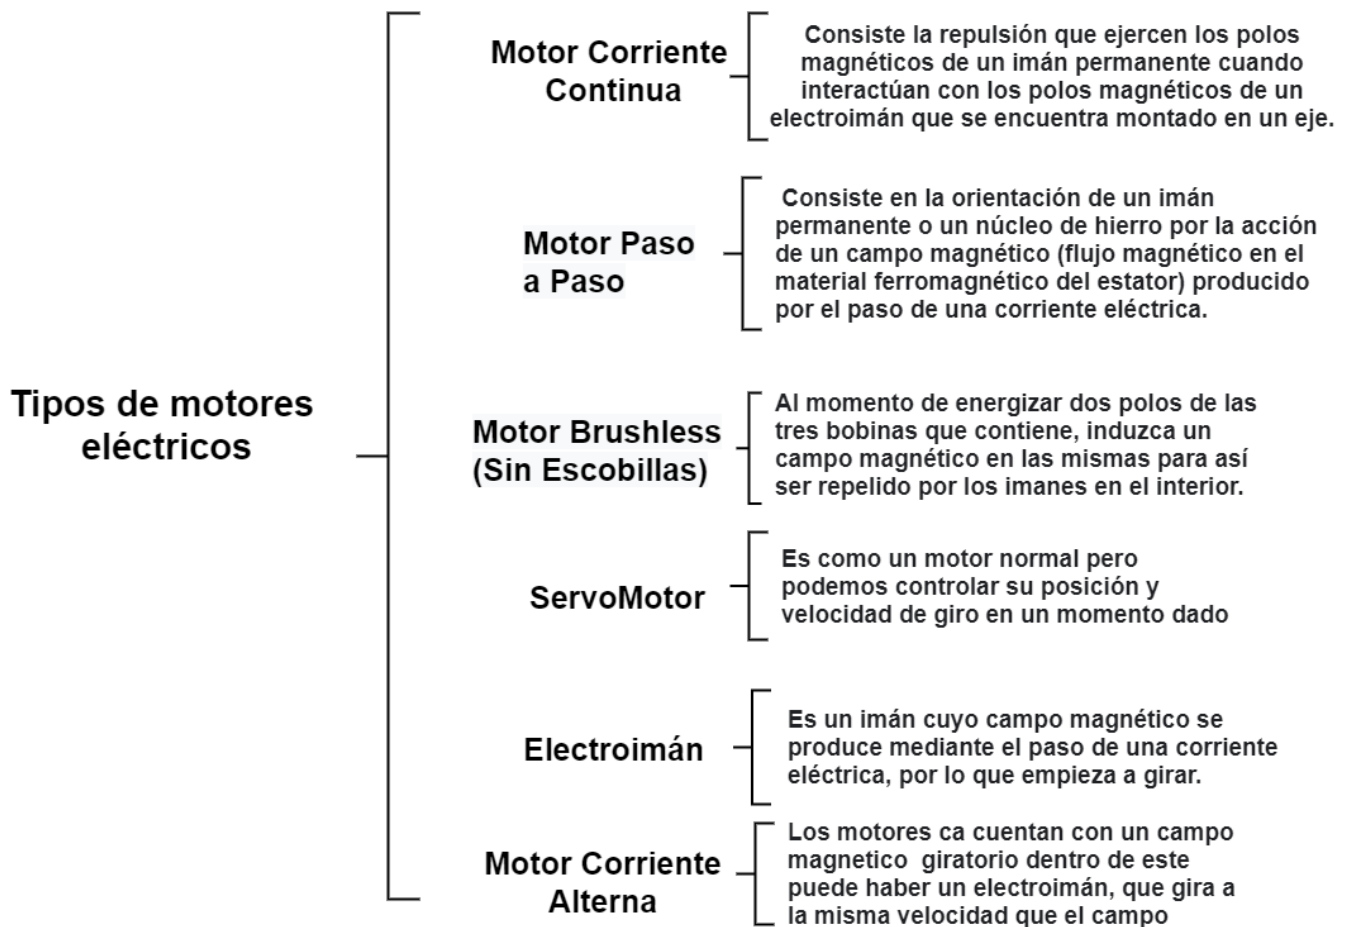 Tipos de motores
eléctricos
Motor Corriente
Continua
Consiste la repulsión que ejercen los polos
magnéticos de un imán permanente cuando
interactúan con los polos magnéticos de un
electroimán que se encuentra montado en un eje.
Motor Paso
a Paso
Consiste en la orientación de un imán
permanente o un núcleo de hierro por la acción
de un campo magnético (flujo magnético en el
material ferromagnético del estator) producido
por el paso de una corriente eléctrica.
Motor Brushless
(Sin Escobillas)
Al momento de energizar dos polos de las
tres bobinas que contiene, induzca un
campo magnético en las mismas para así
ser repelido por los imanes en el interior.
ServoMotor
Es como un motor normal pero
podemos controlar su posición y
velocidad de giro en un momento dado
Electroimán
Es un imán cuyo campo magnético se
produce mediante el paso de una corriente
eléctrica, por lo que empieza a girar.
Motor Corriente
Alterna
Los motores ca cuentan con un campo
magnetico giratorio dentro de este
puede haber un electroimán, que gira a
la misma velocidad que el campo